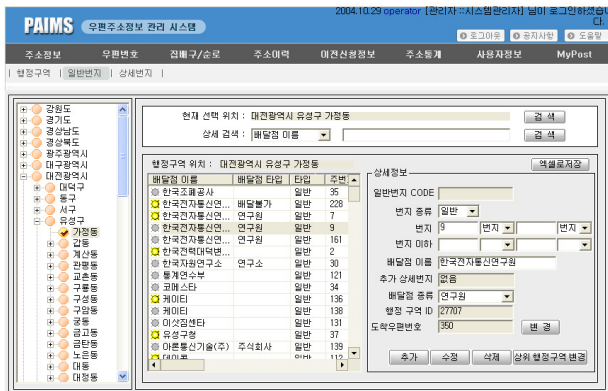 2004.10.29 operator [관리자 ::시스템관리자] 님이 로그인하셨습
다.
PAIMS 우편주소정보 관리 시스템
로그아웃 공지사항 도움말
주소정보 우편번호 집배구/순로 주소이력 이전신청정보 주소통계 사용자정보 MyPost
| 행정구역 | 일반번지 | 상세번지 |
현재 선택 위치 : 대전광역시 유성구 가정동 검 색
상세 검색 : 배달점 이름 검 색
강원도
경기도
경상남도
경상북도
광주광역시
대구광역시
대전광역시
대덕구
동구
서구
유성구
가정동
갑동
계산동
관평동
교촌동
구룡동
구성동
구암동
궁동
금고동
금탄동
노은동
대동
대정동
행정구역 위치 : 대전광역시 유성구 가정동 엑셀로저장
배달점 이름 배달점 타입 타입 주번
한국조폐공사 일반 35
한국전자통신연... 배달불가 일반 228
한국전자통신연... 연구원 일반 7
한국전자통신연... 연구원 일반 9
한국전자통신연... 연구원 일반 161
한국전력대덕변... 일반 2
한국자원연구소 연구소 일반 30
통계연수부 일반 121
코메스타 일반 34
케이티 일반 136
케이티 일반 138
이삿짐센타 일반 131
유성구청 일반 37
아론통신기술(주) 주식회사 일반 139
데이콤 일반 112
상세정보
일반번지 CODE
번지 종류 일반
번지 9 번지 번지
번지 이하
배달점 이름 한국전자통신연구원
추가 상세번지 없음
배달점 종류 연구원
행정 구역 ID 27707
도착우편번호 350 변 경
추가 수정 삭제 상위 행정구역 변경